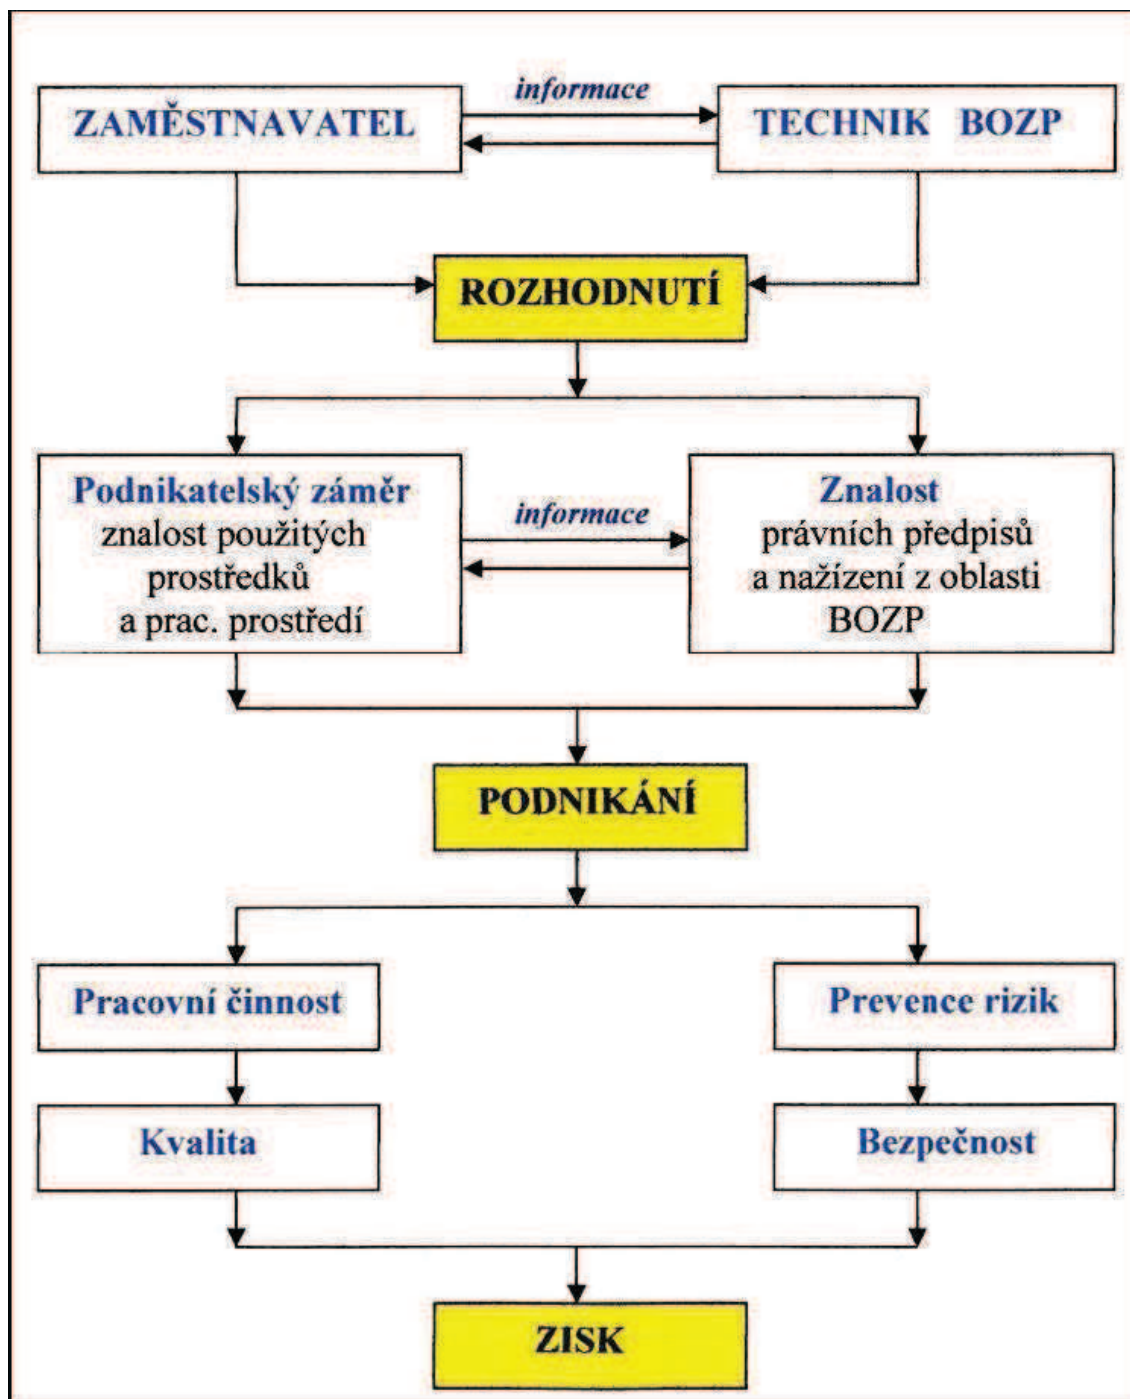 informace
ZAMĚSTNAVATEL
TECHNIK BOZP
ROZHODNUTÍ
Podnikatelský záměr
znalost použitých
prostředků
a prac. prostředí
informace
Znalost
právních předpisů
a nažízení z oblasti
BOZP
PODNIKÁNÍ
Pracovní činnost
Prevence rizik
Kvalita
Bezpečnost
ZISK